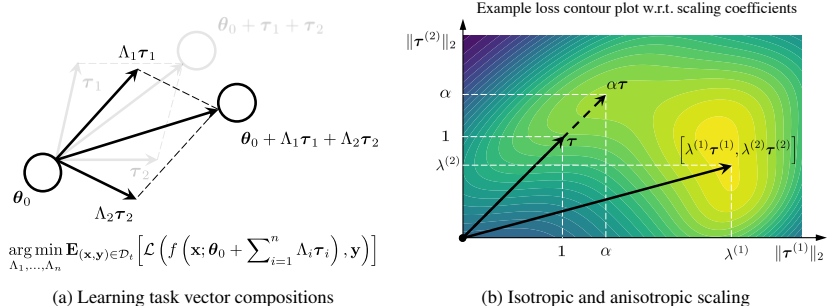 θ₀ + τ₁ + τ₂
Λ₁τ₁
τ₁
θ₀ + Λ₁τ₁ + Λ₂τ₂
τ₂
θ₀
Λ₂τ₂
arg min E₍ₓ,ᵧ₎∈Dₜ [ L ( f ( x; θ₀ + ∑ⁿᵢ₌₁ Λᵢτᵢ ) , y ) ]
Λ₁,...,Λₙ
(a) Learning task vector compositions
Example loss contour plot w.r.t. scaling coefficients
‖τ⁽²⁾‖₂
α
ατ
1
τ
λ⁽²⁾
[λ⁽¹⁾τ⁽¹⁾, λ⁽²⁾τ⁽²⁾]
1 α λ⁽¹⁾ ‖τ⁽¹⁾‖₂
(b) Isotropic and anisotropic scaling